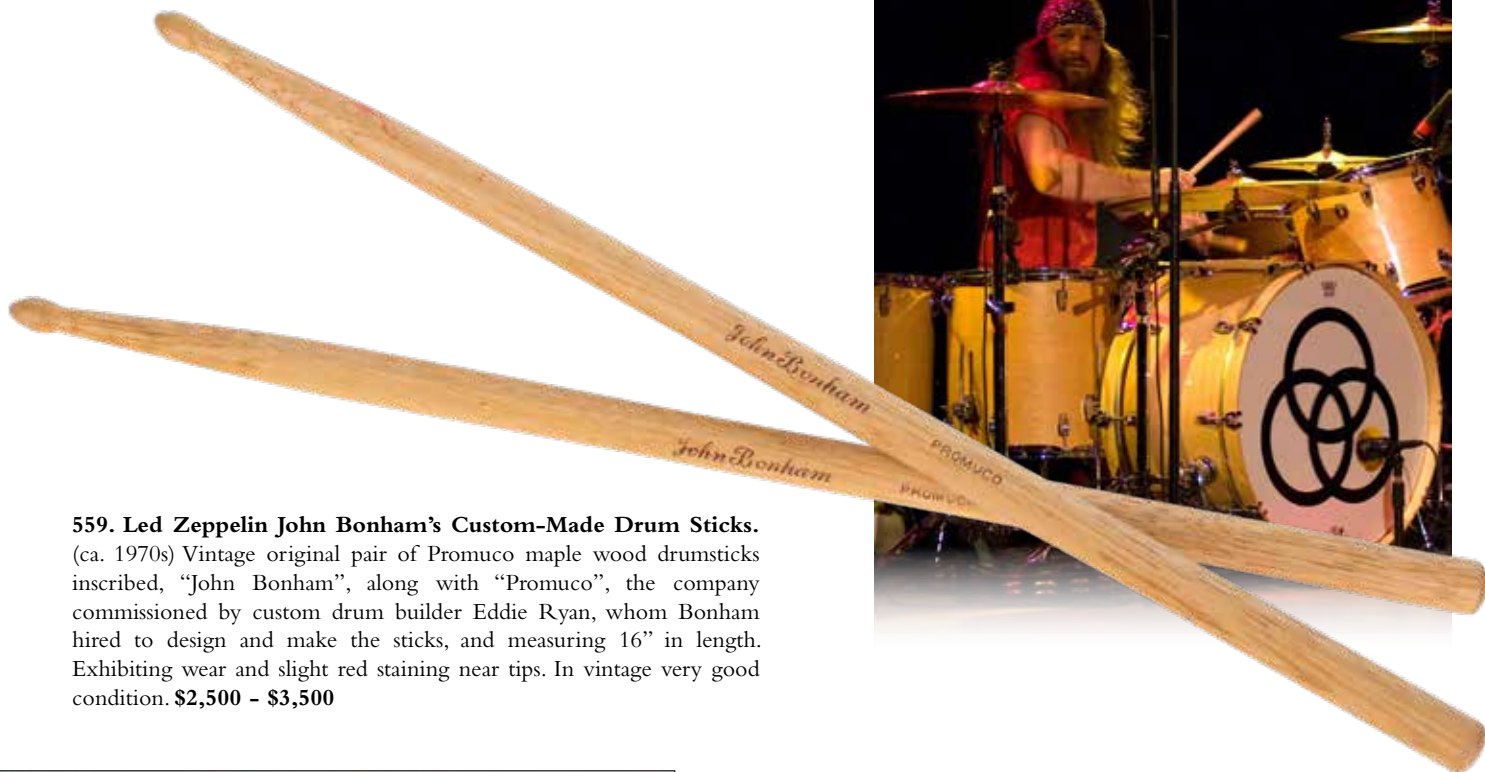 John Bonham
PROMUCO
John Bonham
PROMUCO
559. Led Zeppelin John Bonham’s Custom-Made Drum Sticks.
(ca. 1970s) Vintage original pair of Promuco maple wood drumsticks
inscribed, “John Bonham”, along with “Promuco”, the company
commissioned by custom drum builder Eddie Ryan, whom Bonham
hired to design and make the sticks, and measuring 16” in length.
Exhibiting wear and slight red staining near tips. In vintage very good
condition. $2,500 - $3,500